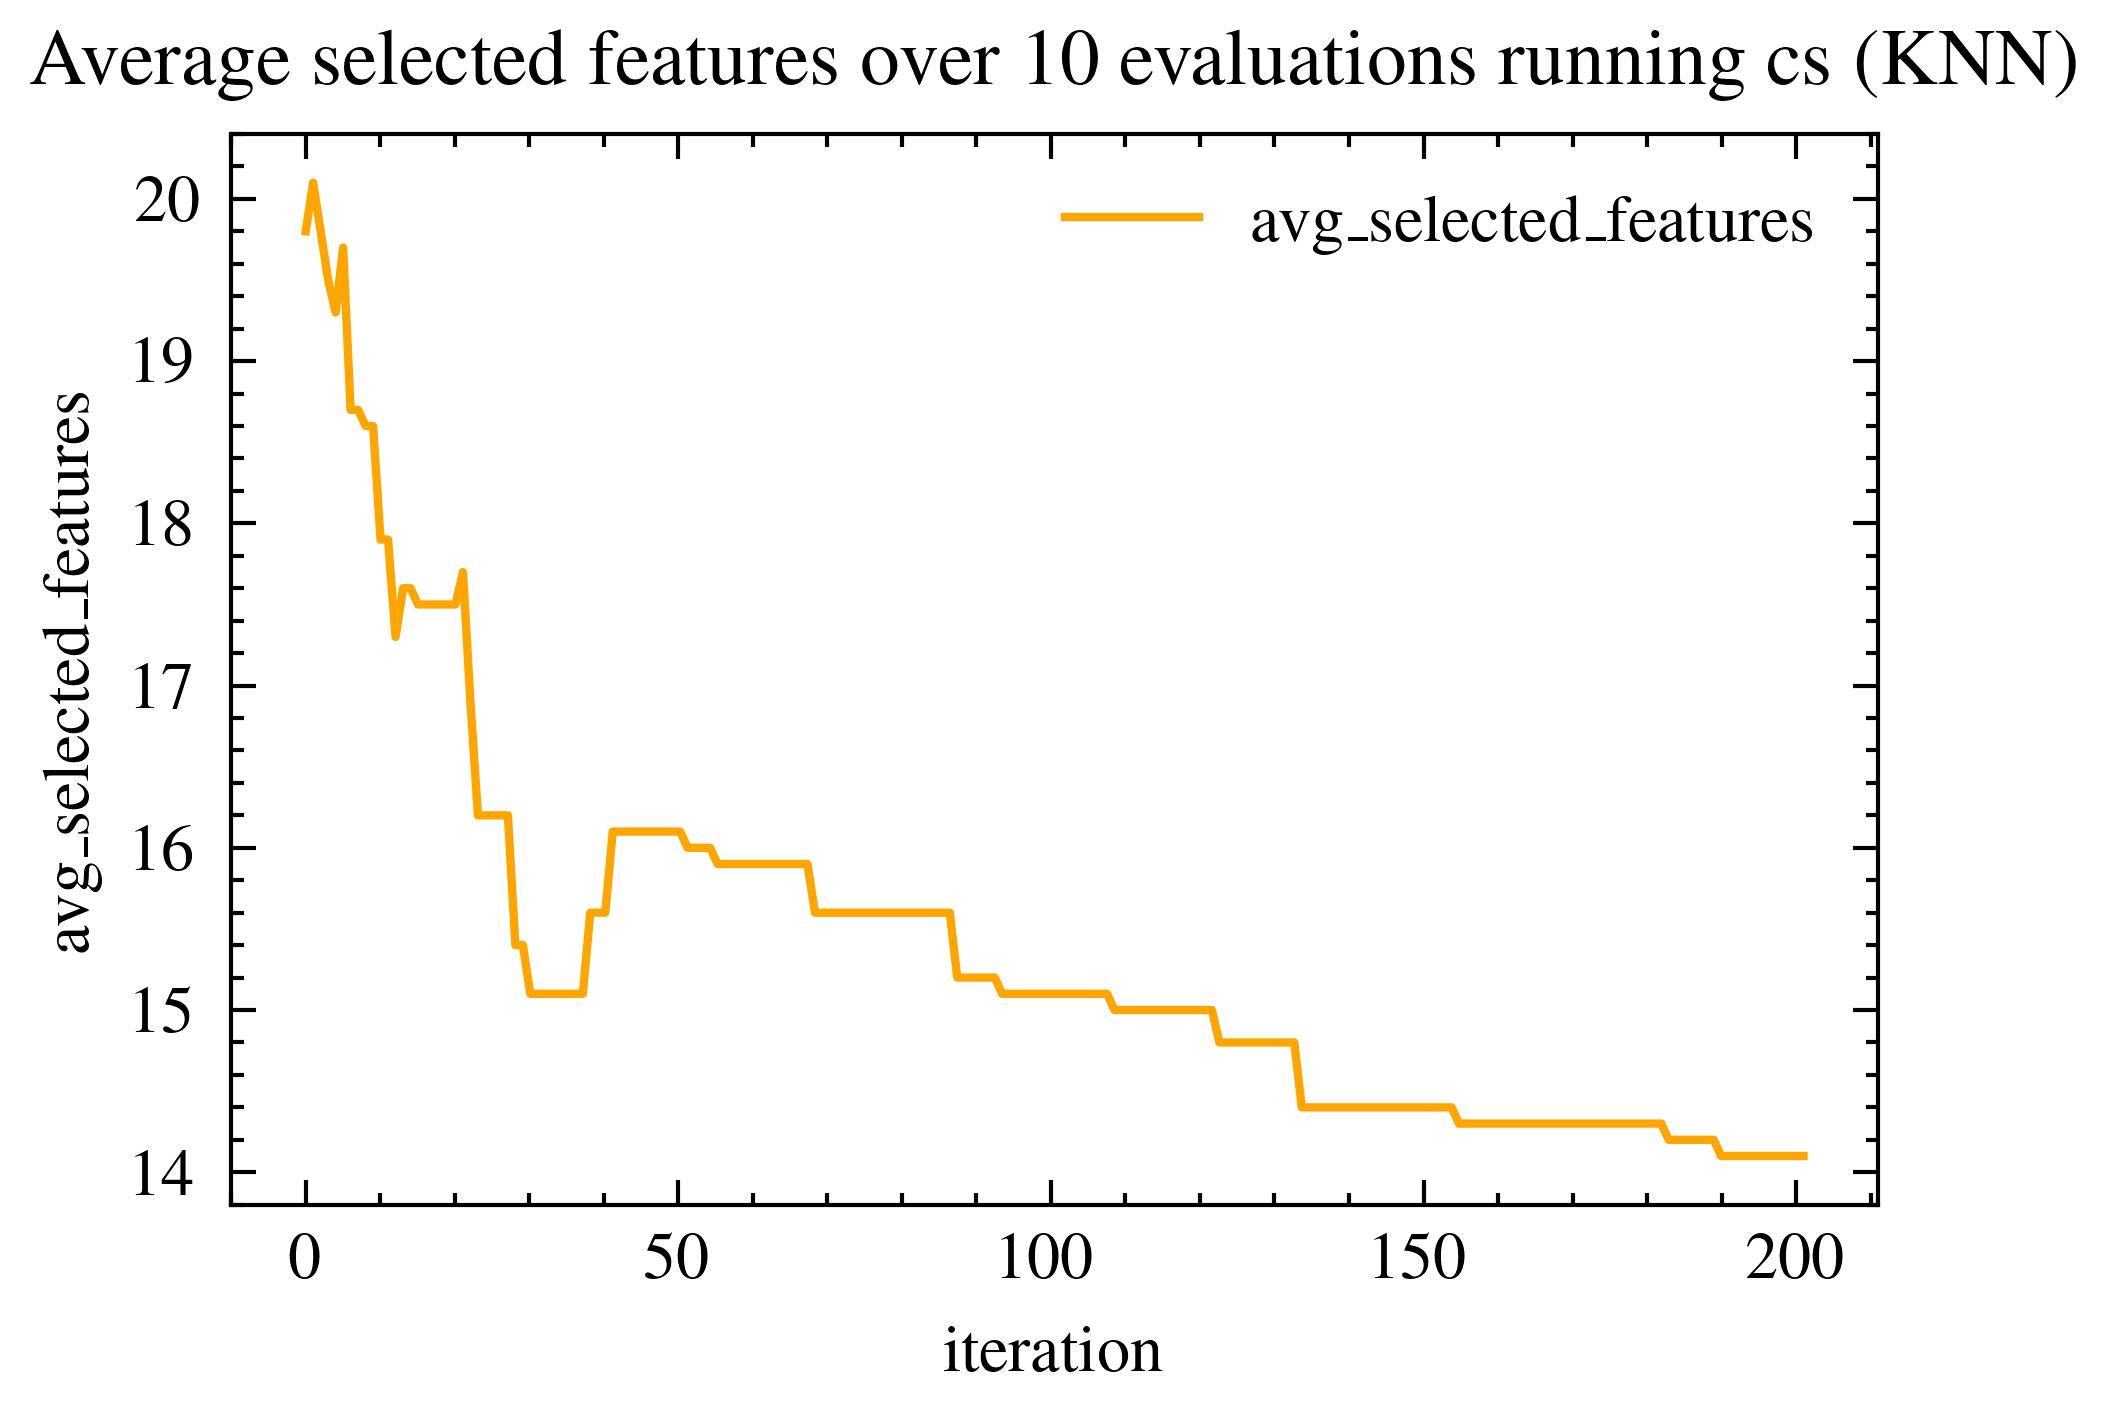 Average selected features over 10 evaluations running cs (KNN)
avg_selected_features
avg_selected_features
20
19
18
17
16
15
14
0 50 100 150 200
iteration